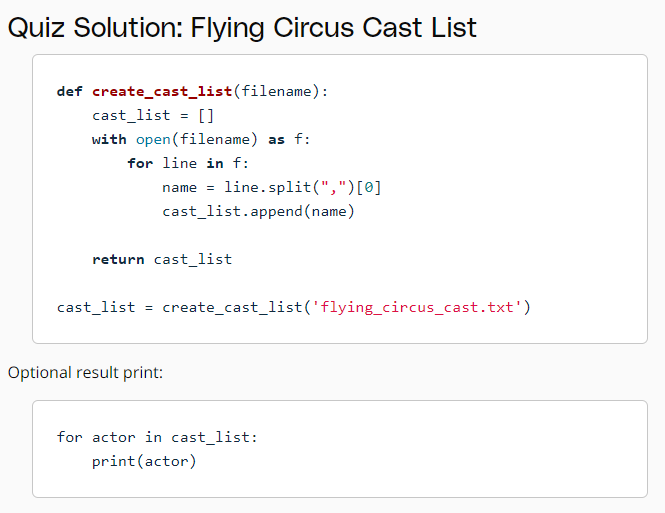 Quiz Solution: Flying Circus Cast List
def create_cast_list(filename):
    cast_list = []
    with open(filename) as f:
        for line in f:
            name = line.split(",")[0]
            cast_list.append(name)
    return cast_list
cast_list = create_cast_list('flying_circus_cast.txt')
Optional result print:
for actor in cast_list:
    print(actor)